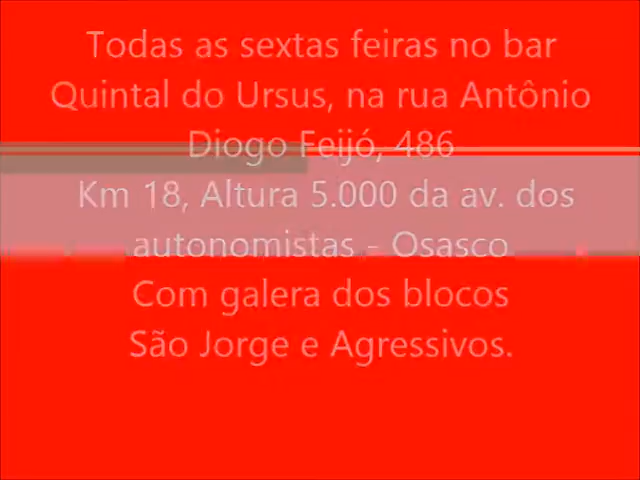 Todas as sextas feiras no bar
Quintal do Ursus, na rua Antônio
Diogo Feijó, 486
Km 18, Altura 5.000 da av. dos
autonomistas - Osasco
Com galera dos blocos
São Jorge e Agressivos.